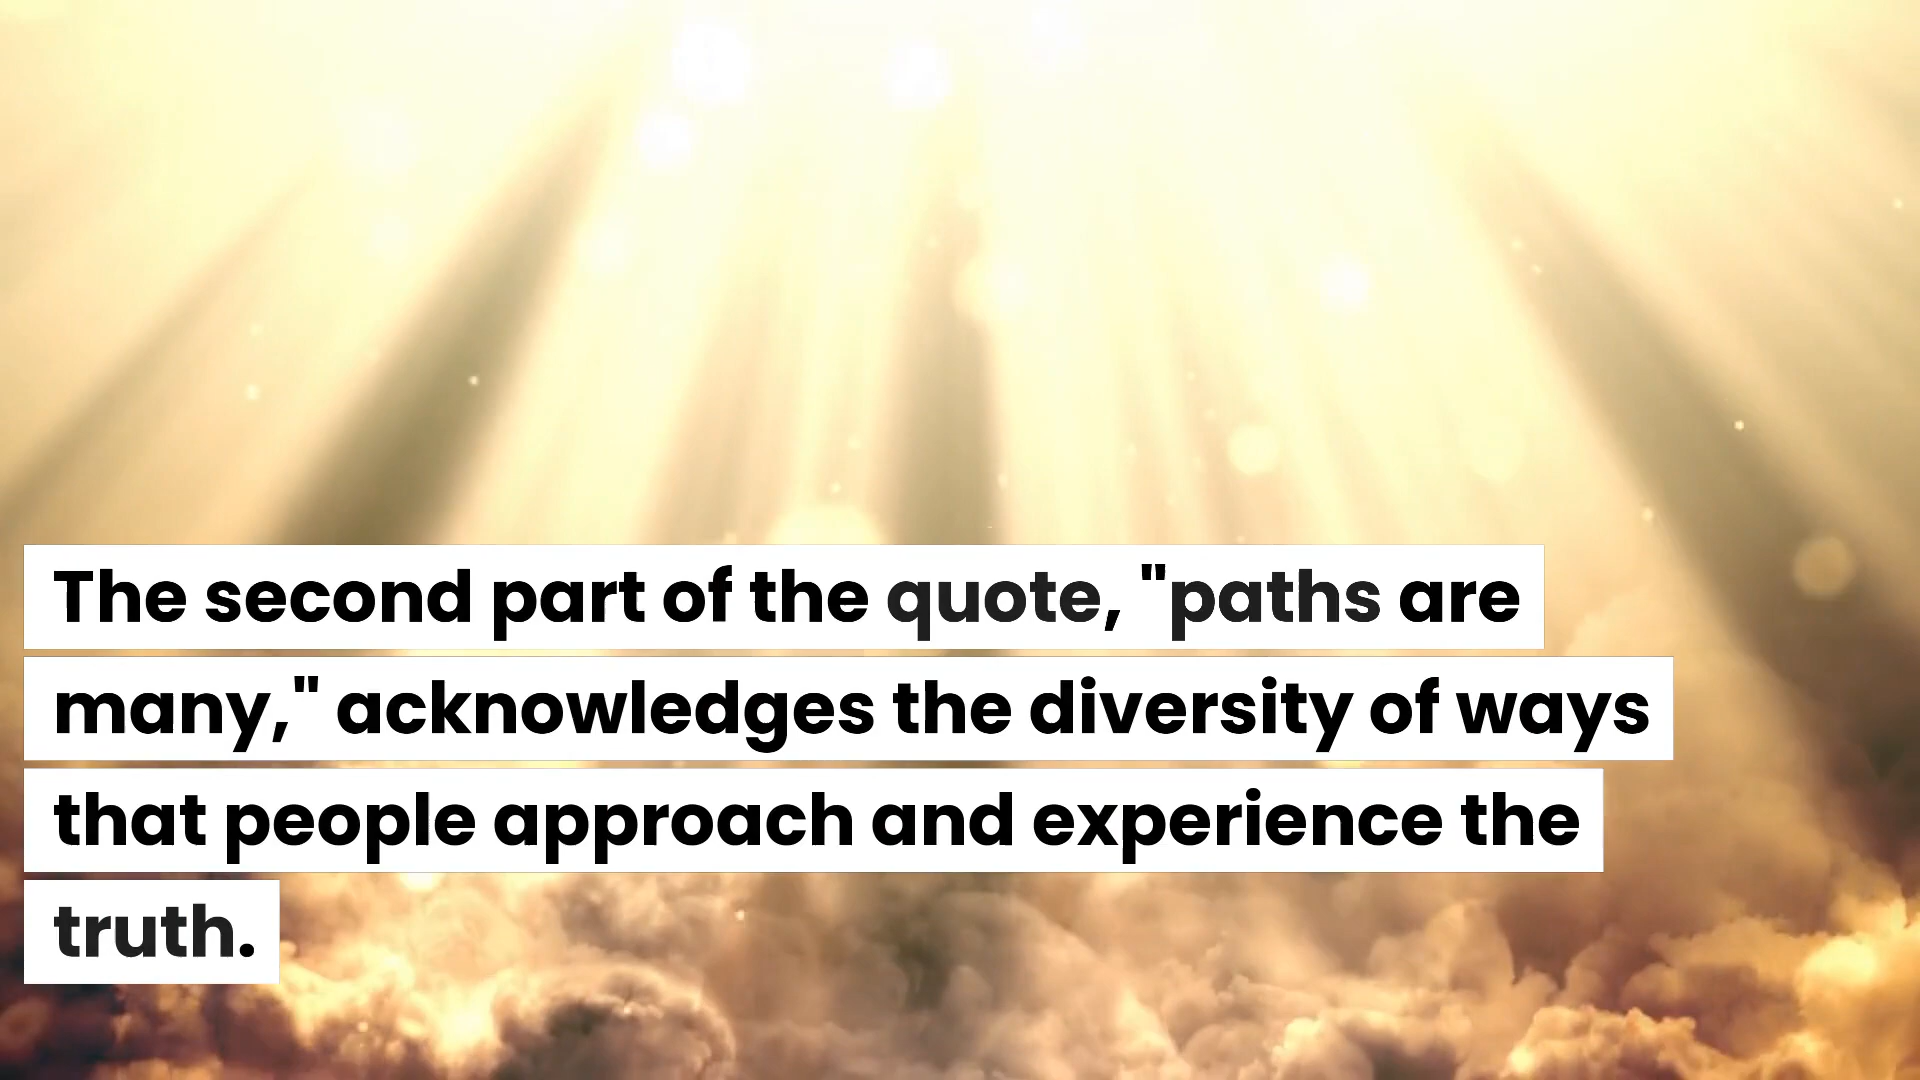 The second part of the quote, "paths are
many," acknowledges the diversity of ways
that people approach and experience the
truth.